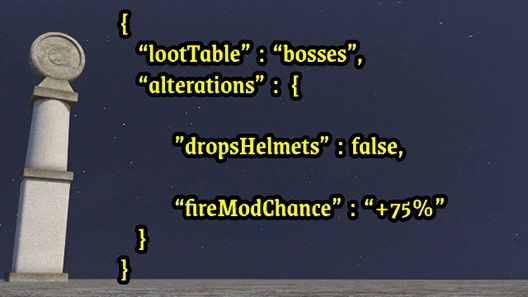 {
“lootTable” : “bosses”,
“alterations” : {
”dropsHelmets” : false,
“fireModChance” : “+75%”
}
}